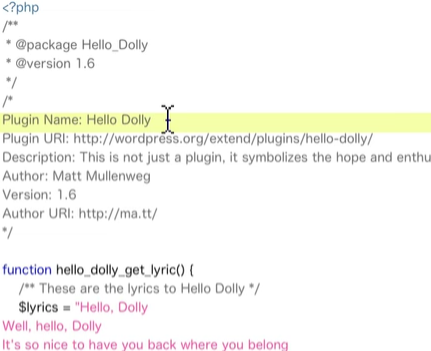 <?php
/**
* @package Hello_Dolly
* @version 1.6
*/
/*
Plugin Name: Hello Dolly
Plugin URI: http://wordpress.org/extend/plugins/hello-dolly/
Description: This is not just a plugin, it symbolizes the hope and enthu
Author: Matt Mullenweg
Version: 1.6
Author URI: http://ma.tt/
*/
function hello_dolly_get_lyric() {
/** These are the lyrics to Hello Dolly */
$lyrics = "Hello, Dolly
Well, hello, Dolly
It's so nice to have you back where you belong